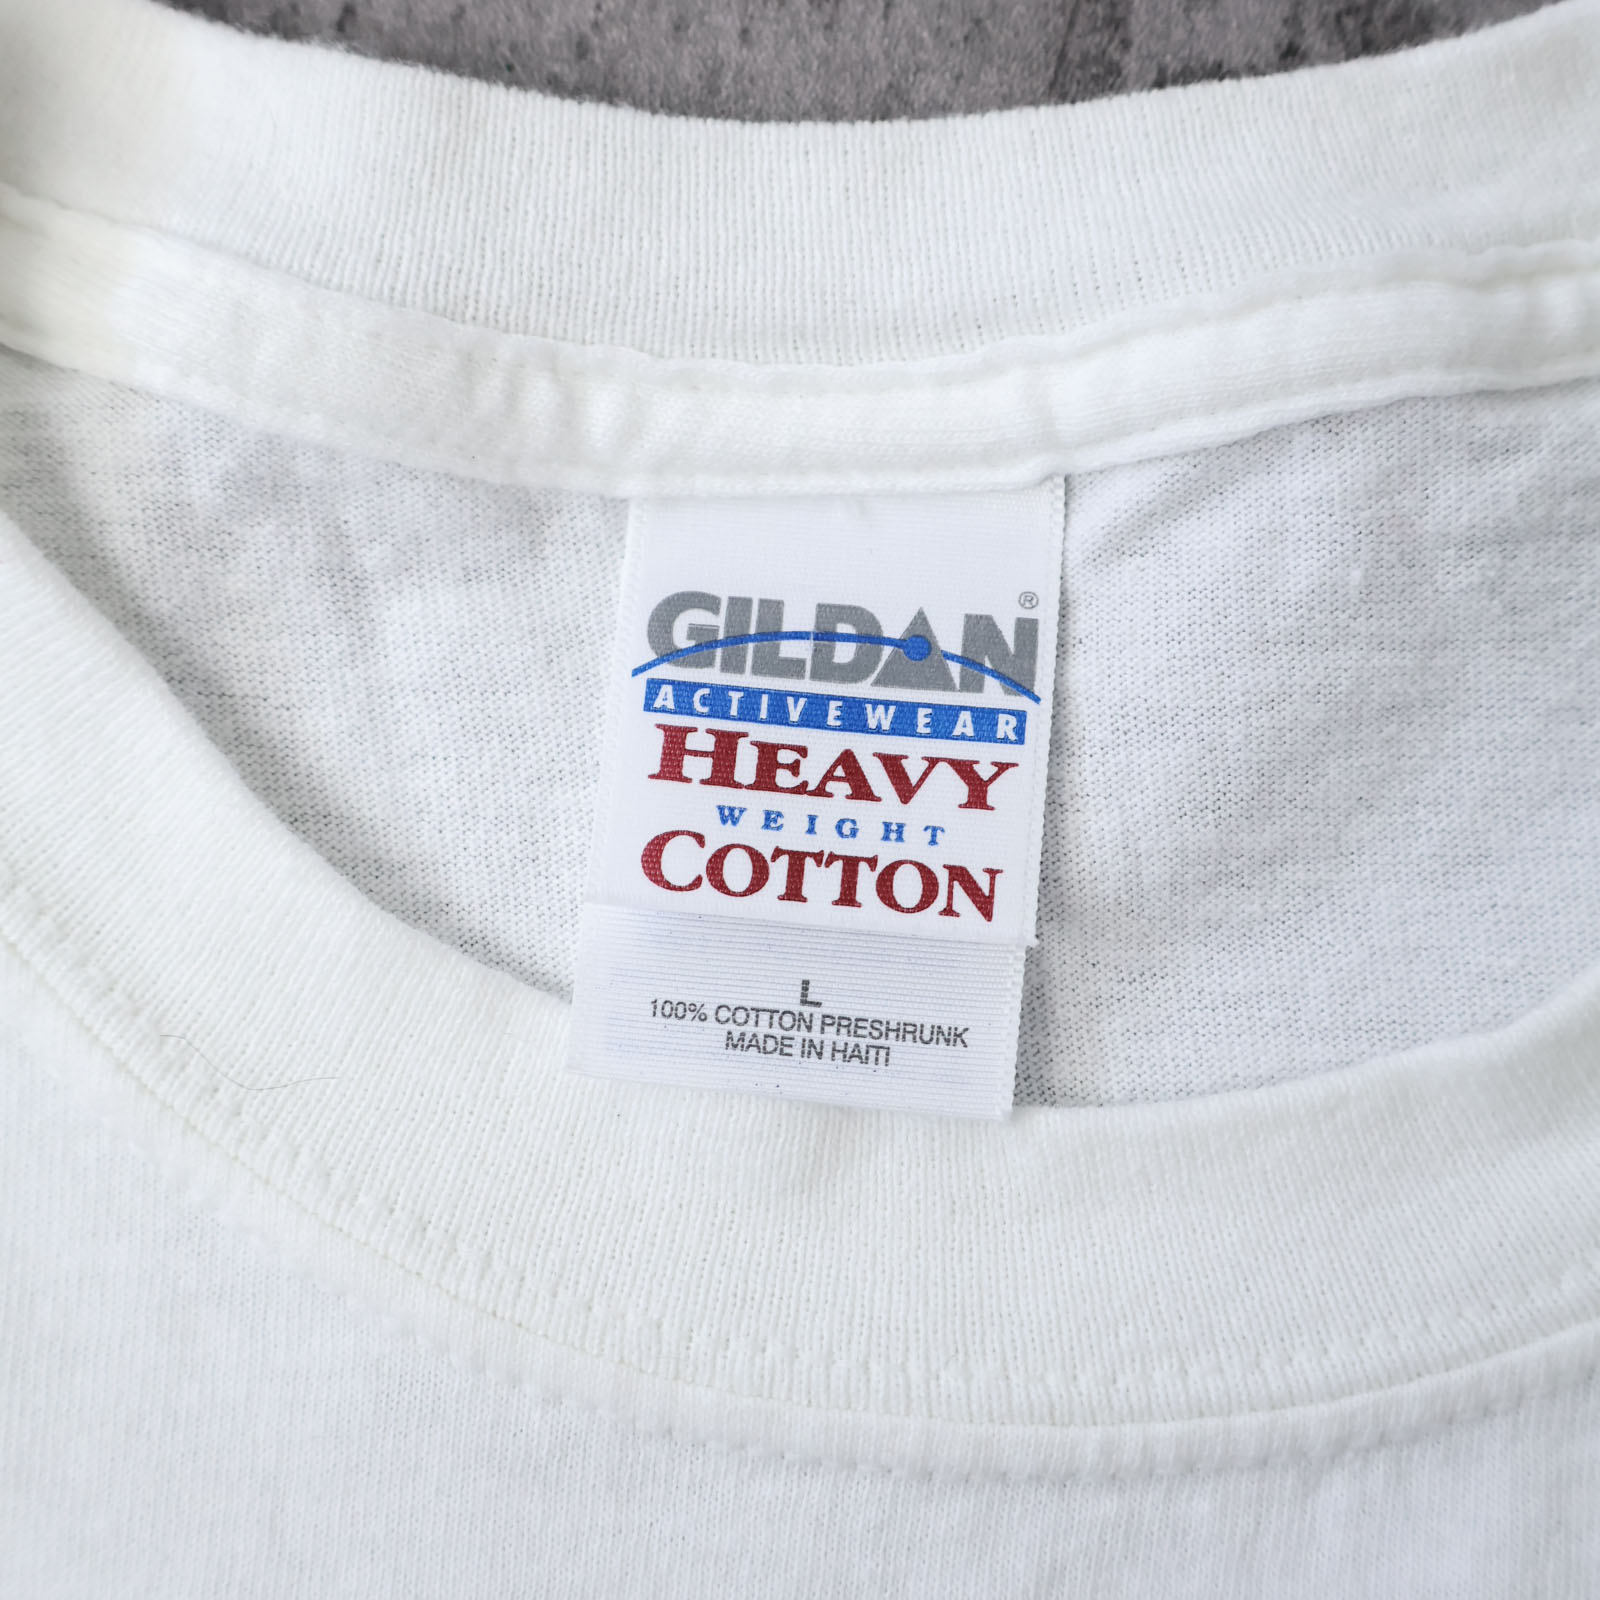 GILDAN®
ACTIVEWEAR
HEAVY
WEIGHT
COTTON
L
100% COTTON PRESHRUNK
MADE IN HAITI